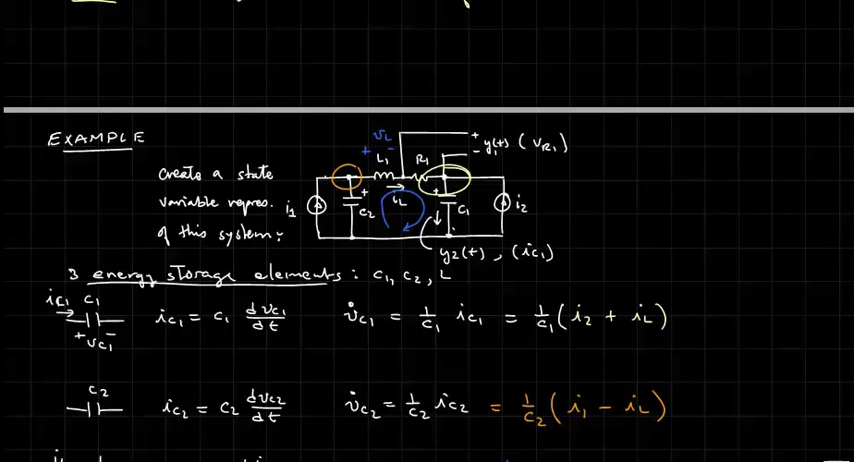 EXAMPLE
create a state
variable repres.
of this system:
vL
+ −
L1
R1
+
− y1(t) (vR1)
i1
+
C2
iL
+
C1
i2
y2(t), (iC1)
3 energy storage elements : C1, C2, L
iC1 C1
+ vC1 −
iC1 = C1 dvC1/dt
v̇C1 = 1/C1 iC1 = 1/C1 (i2 + iL)
C2
iC2 = C2 dvC2/dt
v̇C2 = 1/C2 iC2 = 1/C2 (i1 − iL)